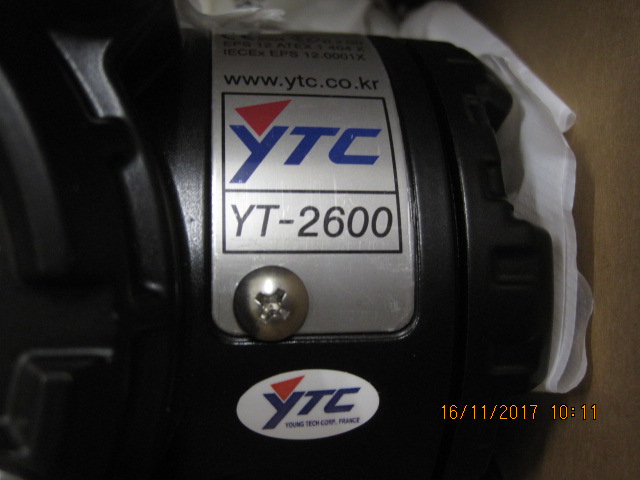 EPS 12 ATEX 1 404 X
IECEx EPS 12.0001X
www.ytc.co.kr
YTC
YT-2600
YTC
YOUNG TECH CORP., FRANCE
16/11/2017 10:11